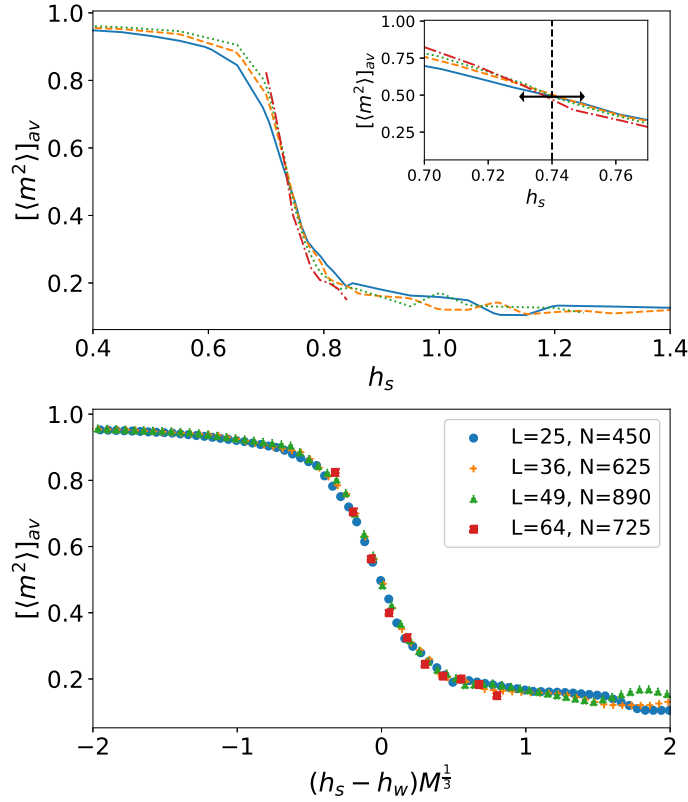 1.0
0.8
0.6
0.4
0.2
[⟨m²⟩]ₐᵥ
0.4 0.6 0.8 1.0 1.2 1.4
hₛ
1.00
0.75
0.50
0.25
[⟨m²⟩]ₐᵥ
0.70 0.72 0.74 0.76
hₛ
1.0
0.8
0.6
0.4
0.2
[⟨m²⟩]ₐᵥ
L=25, N=450
L=36, N=625
L=49, N=890
L=64, N=725
−2 −1 0 1 2
(hₛ − h_w)M^{1/3}